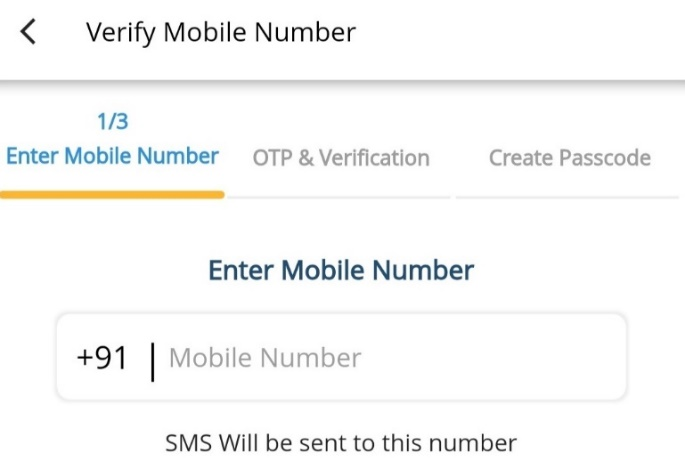 Verify Mobile Number
1/3
Enter Mobile Number OTP & Verification Create Passcode
Enter Mobile Number
+91 Mobile Number
SMS Will be sent to this number